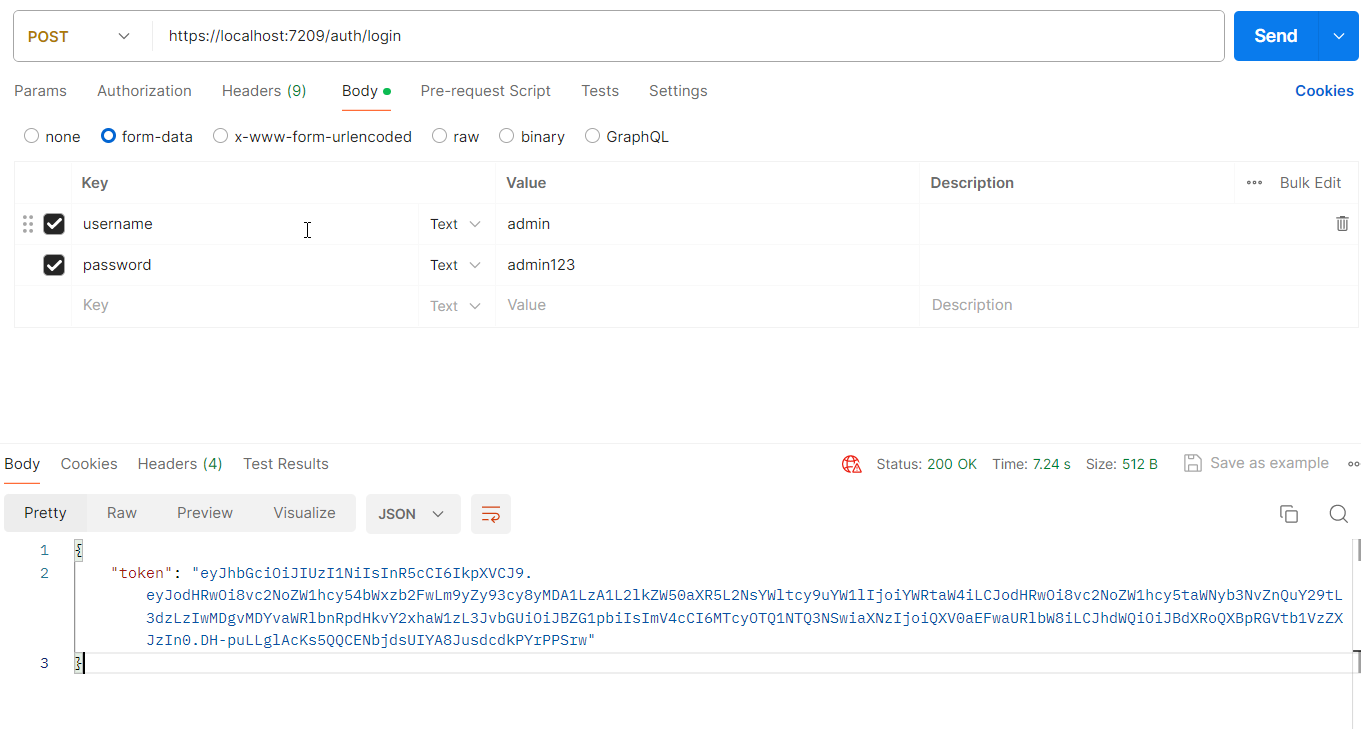 POST https://localhost:7209/auth/login Send
Params Authorization Headers (9) Body Pre-request Script Tests Settings Cookies
none form-data x-www-form-urlencoded raw binary GraphQL
Key Value Description Bulk Edit
username Text admin
password Text admin123
Key Text Value Description
Body Cookies Headers (4) Test Results Status: 200 OK Time: 7.24 s Size: 512 B Save as example
Pretty Raw Preview Visualize JSON
1 {
2 "token": "eyJhbGciOiJIUzI1NiIsInR5cCI6IkpXVCJ9.
eyJodHRwOi8vc2NoZW1hcy54bWxzb2FwLm9yZy93cy8yMDA1LzA1L2lkZW50aXR5L2NsYWltcy9uYW1lIjoiYWRtaW4iLCJodHRwOi8vc2NoZW1hcy5taWNyb3NvZnQuY29tL
3dzLzIwMDgvMDYvaWRlbnRpdHkvY2xhaW1zL3JvbGUiOiJBZG1pbiIsImV4cCI6MTcyOTQ1NTQ3NSwiaXNzIjoiQXV0aEFwaURlbW8iLCJhdWQiOiJBdXRoQXBpRGVtb1VzZX
JzIn0.DH-puLLglAcKs5QQCENbjdsUIYA8JusdcdkPYrPPSrw"
3 }